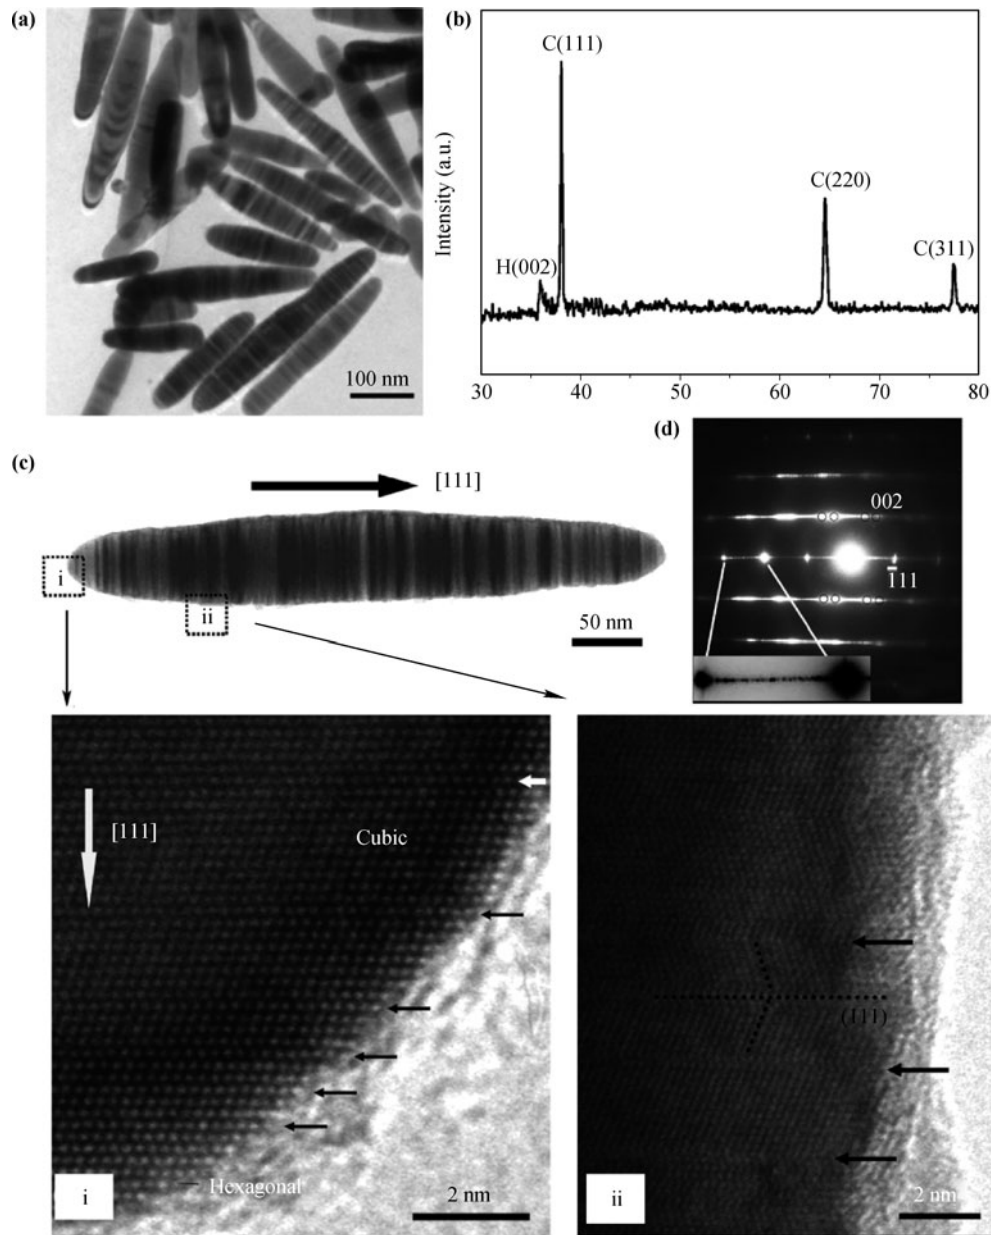 (a)
100 nm
(b)
Intensity (a.u.)
C(111)
C(220)
C(311)
H(002)
30 40 50 60 70 80
(c)
[111]
i
ii
50 nm
(d)
002
1̅11
[111]
Cubic
Hexagonal
i
2 nm
(111)
ii
2 nm